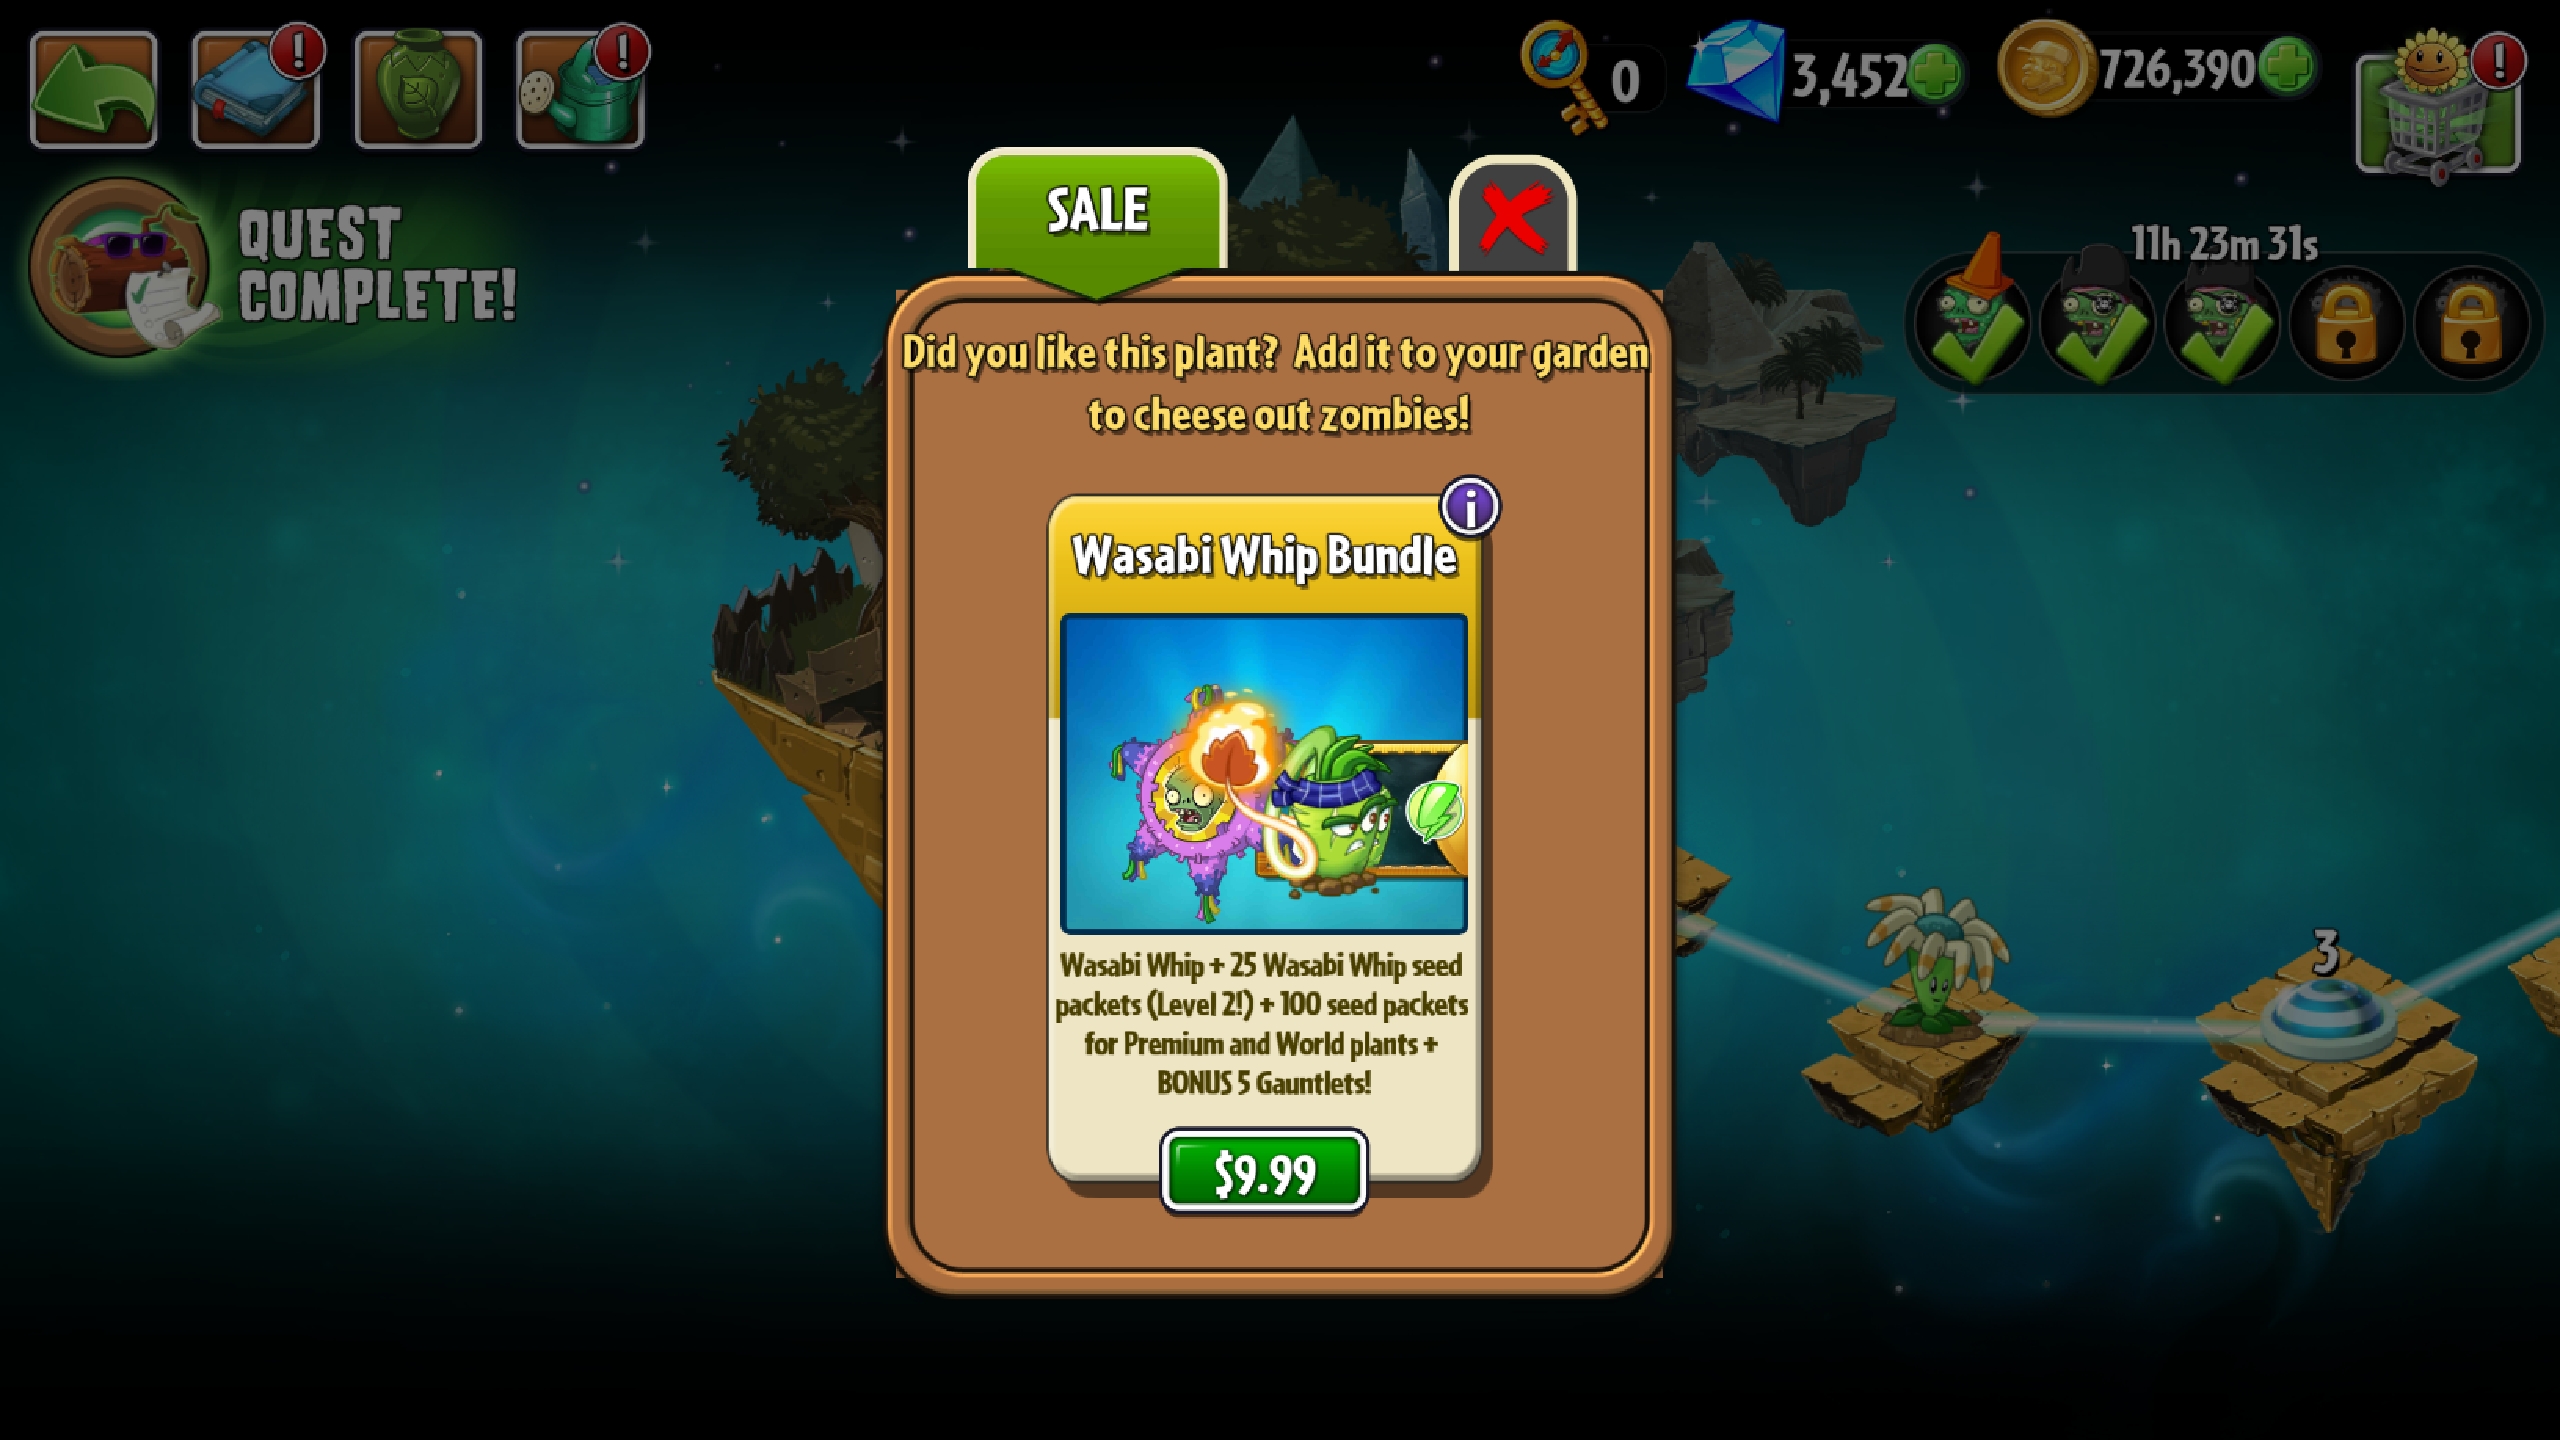 0
3,452
726,390
QUEST
COMPLETE!
11h 23m 31s
SALE
Did you like this plant? Add it to your garden
to cheese out zombies!
i
Wasabi Whip Bundle
Wasabi Whip + 25 Wasabi Whip seed
packets (Level 2!) + 100 seed packets
for Premium and World plants +
BONUS 5 Gauntlets!
$9.99
3